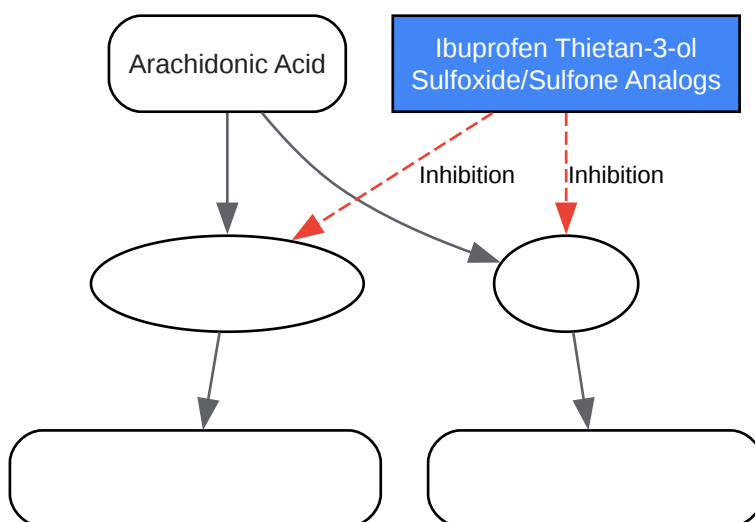 Arachidonic Acid
Ibuprofen Thietan-3-ol
Sulfoxide/Sulfone Analogs
Inhibition
Inhibition